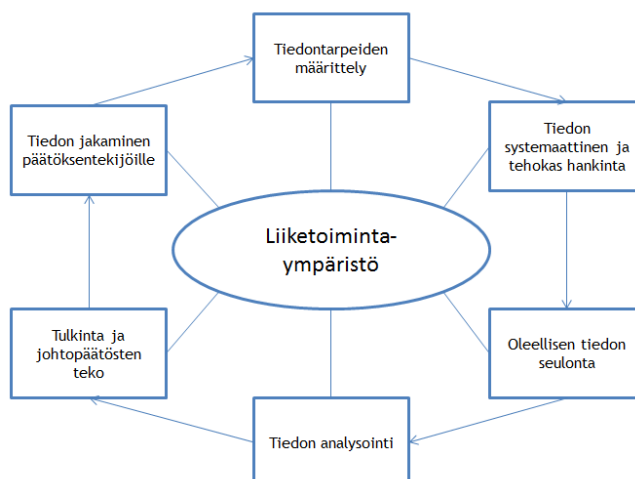 Tiedontarpeiden
määrittely
Tiedon
systemaattinen ja
tehokas hankinta
Oleellisen tiedon
seulonta
Tiedon analysointi
Tulkinta ja
johtopäätösten
teko
Tiedon jakaminen
päätöksentekijöille
Liiketoiminta-
ympäristö